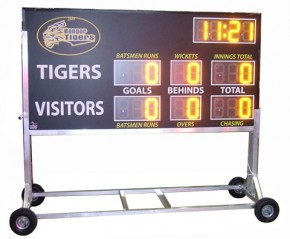 Bangor
Tigers
11:21
BATSMEN RUNS WICKETS INNINGS TOTAL
TIGERS 0 0 0
GOALS BEHINDS TOTAL
VISITORS 0 0 0
BATSMEN RUNS OVERS CHASING